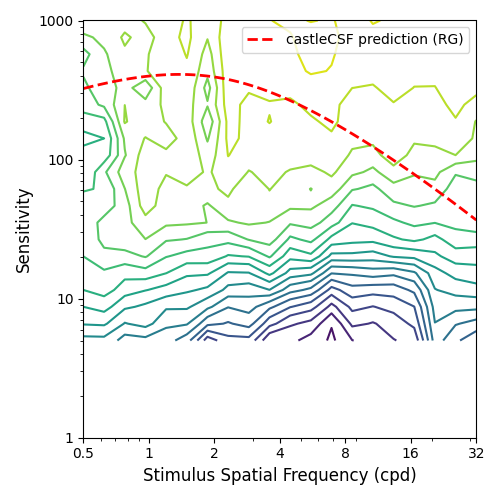 1000
castleCSF prediction (RG)
100
10
1
Sensitivity
0.5 1 2 4 8 16 32
Stimulus Spatial Frequency (cpd)